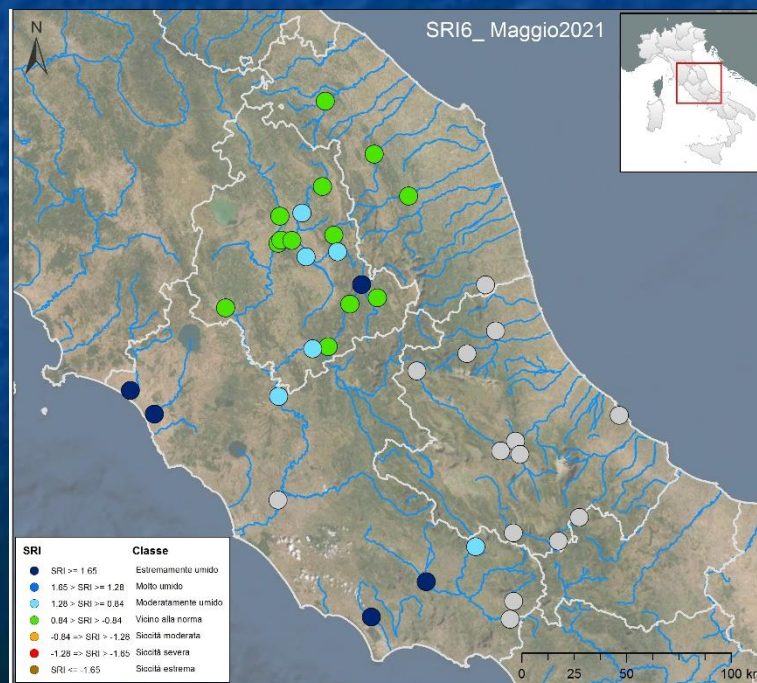 SRI6_ Maggio2021
N
SRI Classe
SRI >= 1.65 Estremamente umido
1.65 > SRI >= 1.28 Molto umido
1.28 > SRI >= 0.84 Moderatamente umido
0.84 > SRI > -0.84 Vicino alla norma
-0.84 => SRI > -1.28 Siccità moderata
-1.28 => SRI > -1.65 Siccità severa
SRI <= -1.65 Siccità estrema
0 25 50 100 km